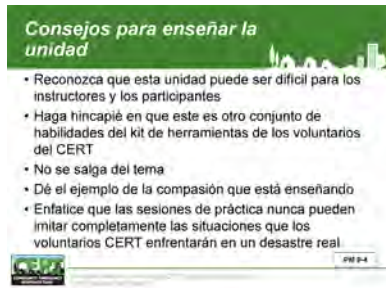 Consejos para enseñar la
unidad
• Reconozca que esta unidad puede ser difícil para los
instructores y los participantes
• Haga hincapié en que este es otro conjunto de
habilidades del kit de herramientas de los voluntarios
del CERT
• No se salga del tema
• Dé el ejemplo de la compasión que está enseñando
• Enfatice que las sesiones de práctica nunca pueden
imitar completamente las situaciones que los
voluntarios CERT enfrentarán en un desastre real
CERT
PM 9-4